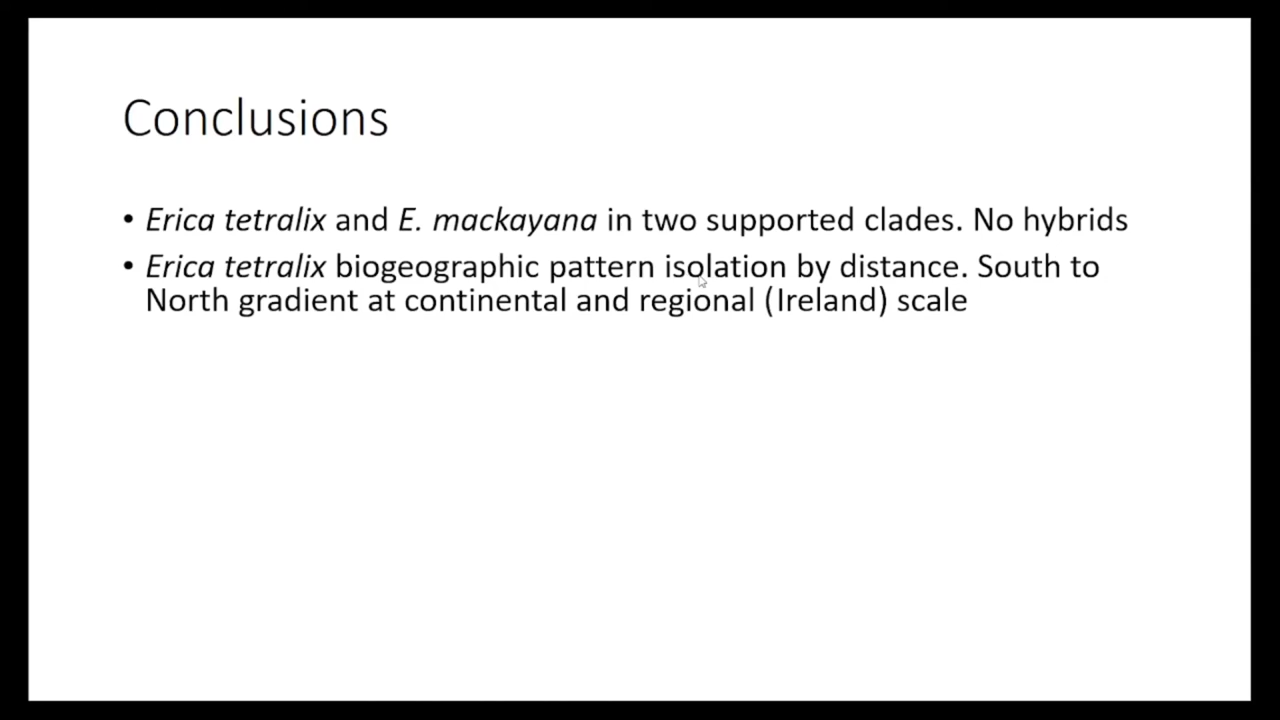 Conclusions
• Erica tetralix and E. mackayana in two supported clades. No hybrids
• Erica tetralix biogeographic pattern isolation by distance. South to
North gradient at continental and regional (Ireland) scale